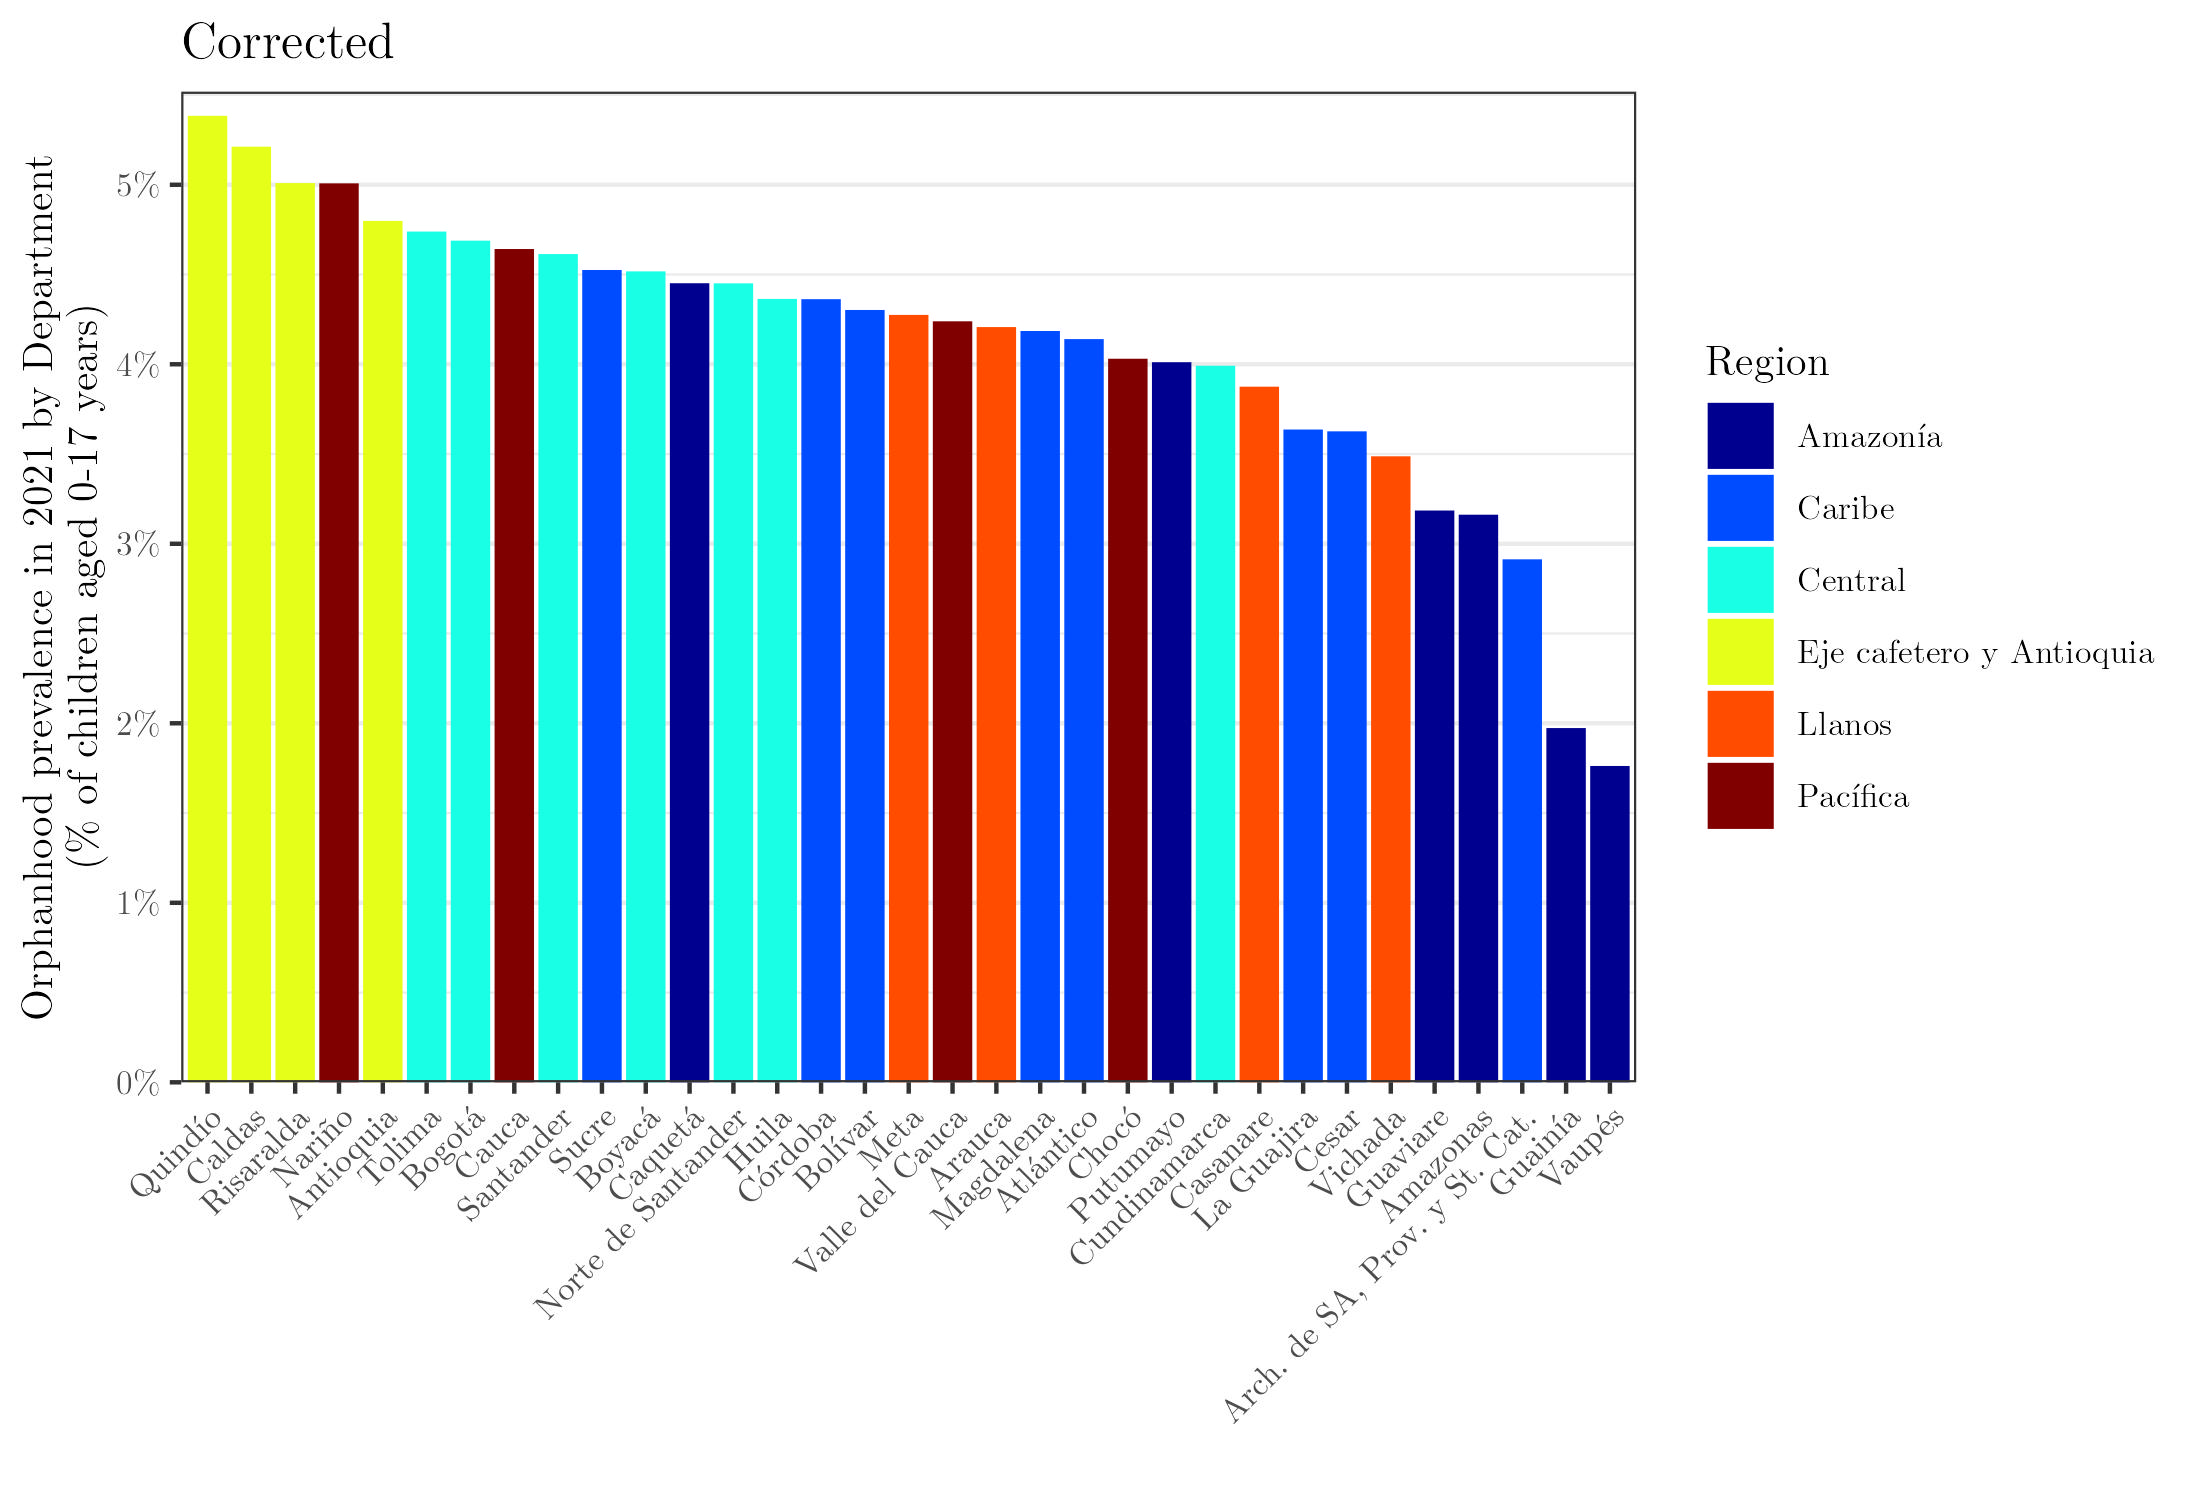 Corrected
Orphanhood prevalence in 2021 by Department
(% of children aged 0-17 years)
5%
4%
3%
2%
1%
0%
Quindío
Caldas
Risaralda
Nariño
Antioquia
Tolima
Bogotá
Cauca
Santander
Sucre
Boyacá
Caquetá
Norte de Santander
Huila
Córdoba
Bolívar
Meta
Valle del Cauca
Arauca
Magdalena
Atlántico
Chocó
Putumayo
Cundinamarca
Casanare
La Guajira
Cesar
Vichada
Guaviare
Amazonas
Arch. de SA, Prov. y St. Cat.
Guainía
Vaupés
Region
Amazonía
Caribe
Central
Eje cafetero y Antioquia
Llanos
Pacífica